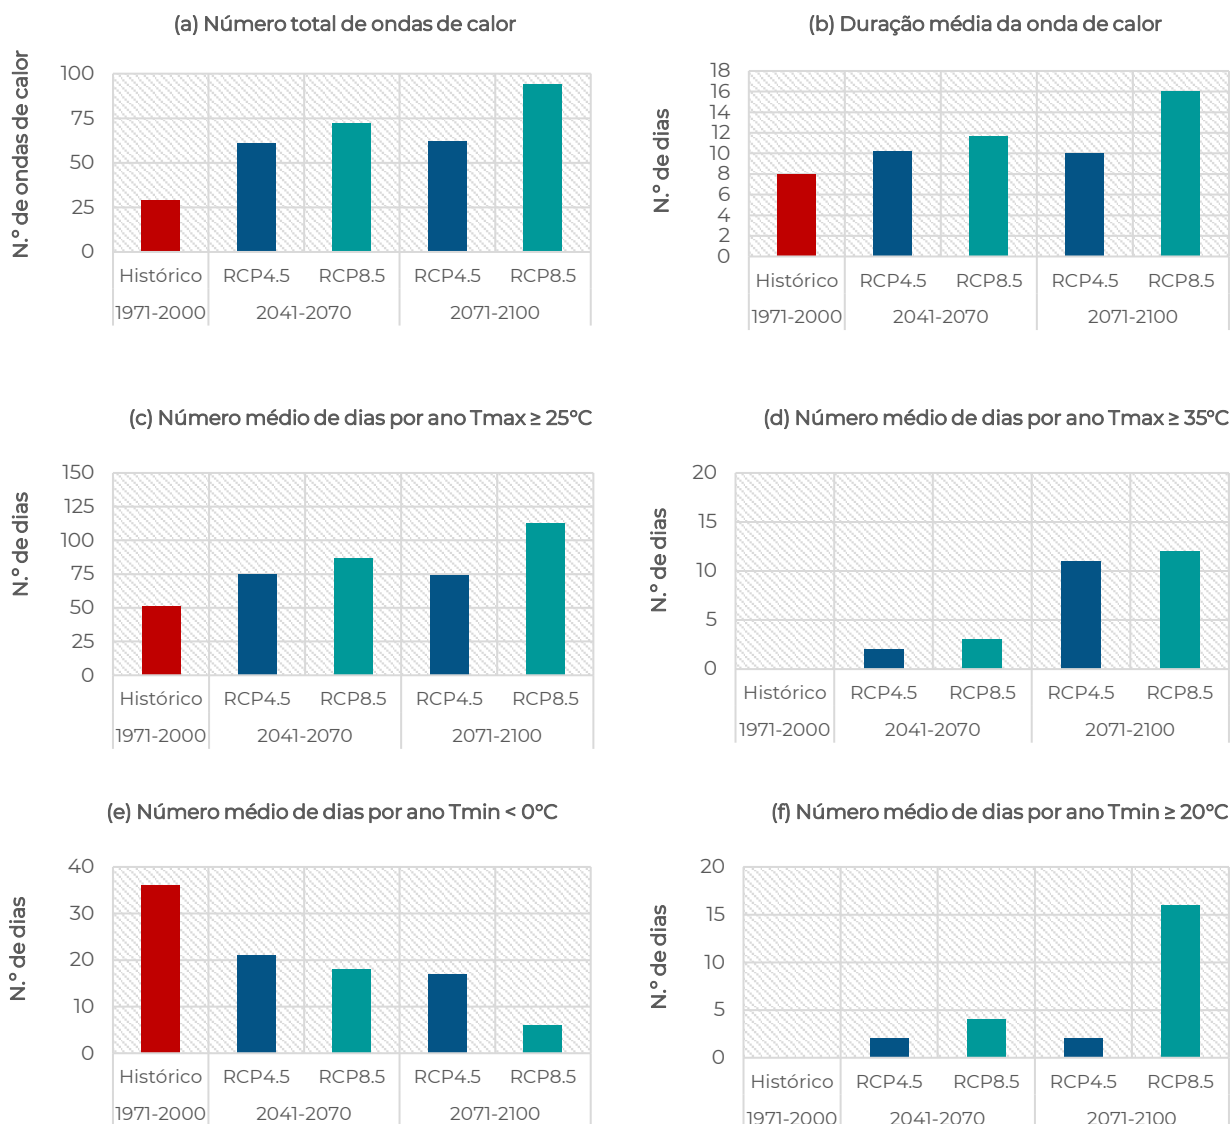 (a) Número total de ondas de calor
N.º de ondas de calor
100
75
50
25
0
Histórico RCP4.5 RCP8.5 RCP4.5 RCP8.5
1971-2000 2041-2070 2071-2100
(b) Duração média da onda de calor
N.º de dias
18
16
14
12
10
8
6
4
2
0
Histórico RCP4.5 RCP8.5 RCP4.5 RCP8.5
1971-2000 2041-2070 2071-2100
(c) Número médio de dias por ano Tmax ≥ 25ºC
N.º de dias
150
125
100
75
50
25
0
Histórico RCP4.5 RCP8.5 RCP4.5 RCP8.5
1971-2000 2041-2070 2071-2100
(d) Número médio de dias por ano Tmax ≥ 35ºC
N.º de dias
20
15
10
5
0
Histórico RCP4.5 RCP8.5 RCP4.5 RCP8.5
1971-2000 2041-2070 2071-2100
(e) Número médio de dias por ano Tmin < 0ºC
N.º de dias
40
30
20
10
0
Histórico RCP4.5 RCP8.5 RCP4.5 RCP8.5
1971-2000 2041-2070 2071-2100
(f) Número médio de dias por ano Tmin ≥ 20ºC
N.º de dias
20
15
10
5
0
Histórico RCP4.5 RCP8.5 RCP4.5 RCP8.5
1971-2000 2041-2070 2071-2100